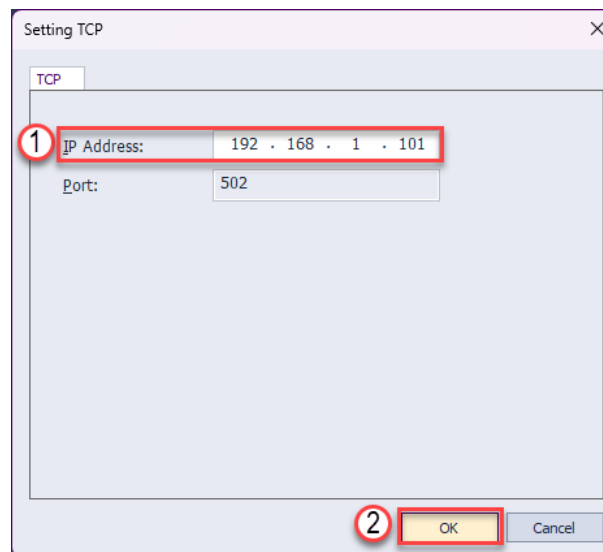 Setting TCP
TCP
1 IP Address: 192 . 168 . 1 . 101
Port: 502
2 OK Cancel